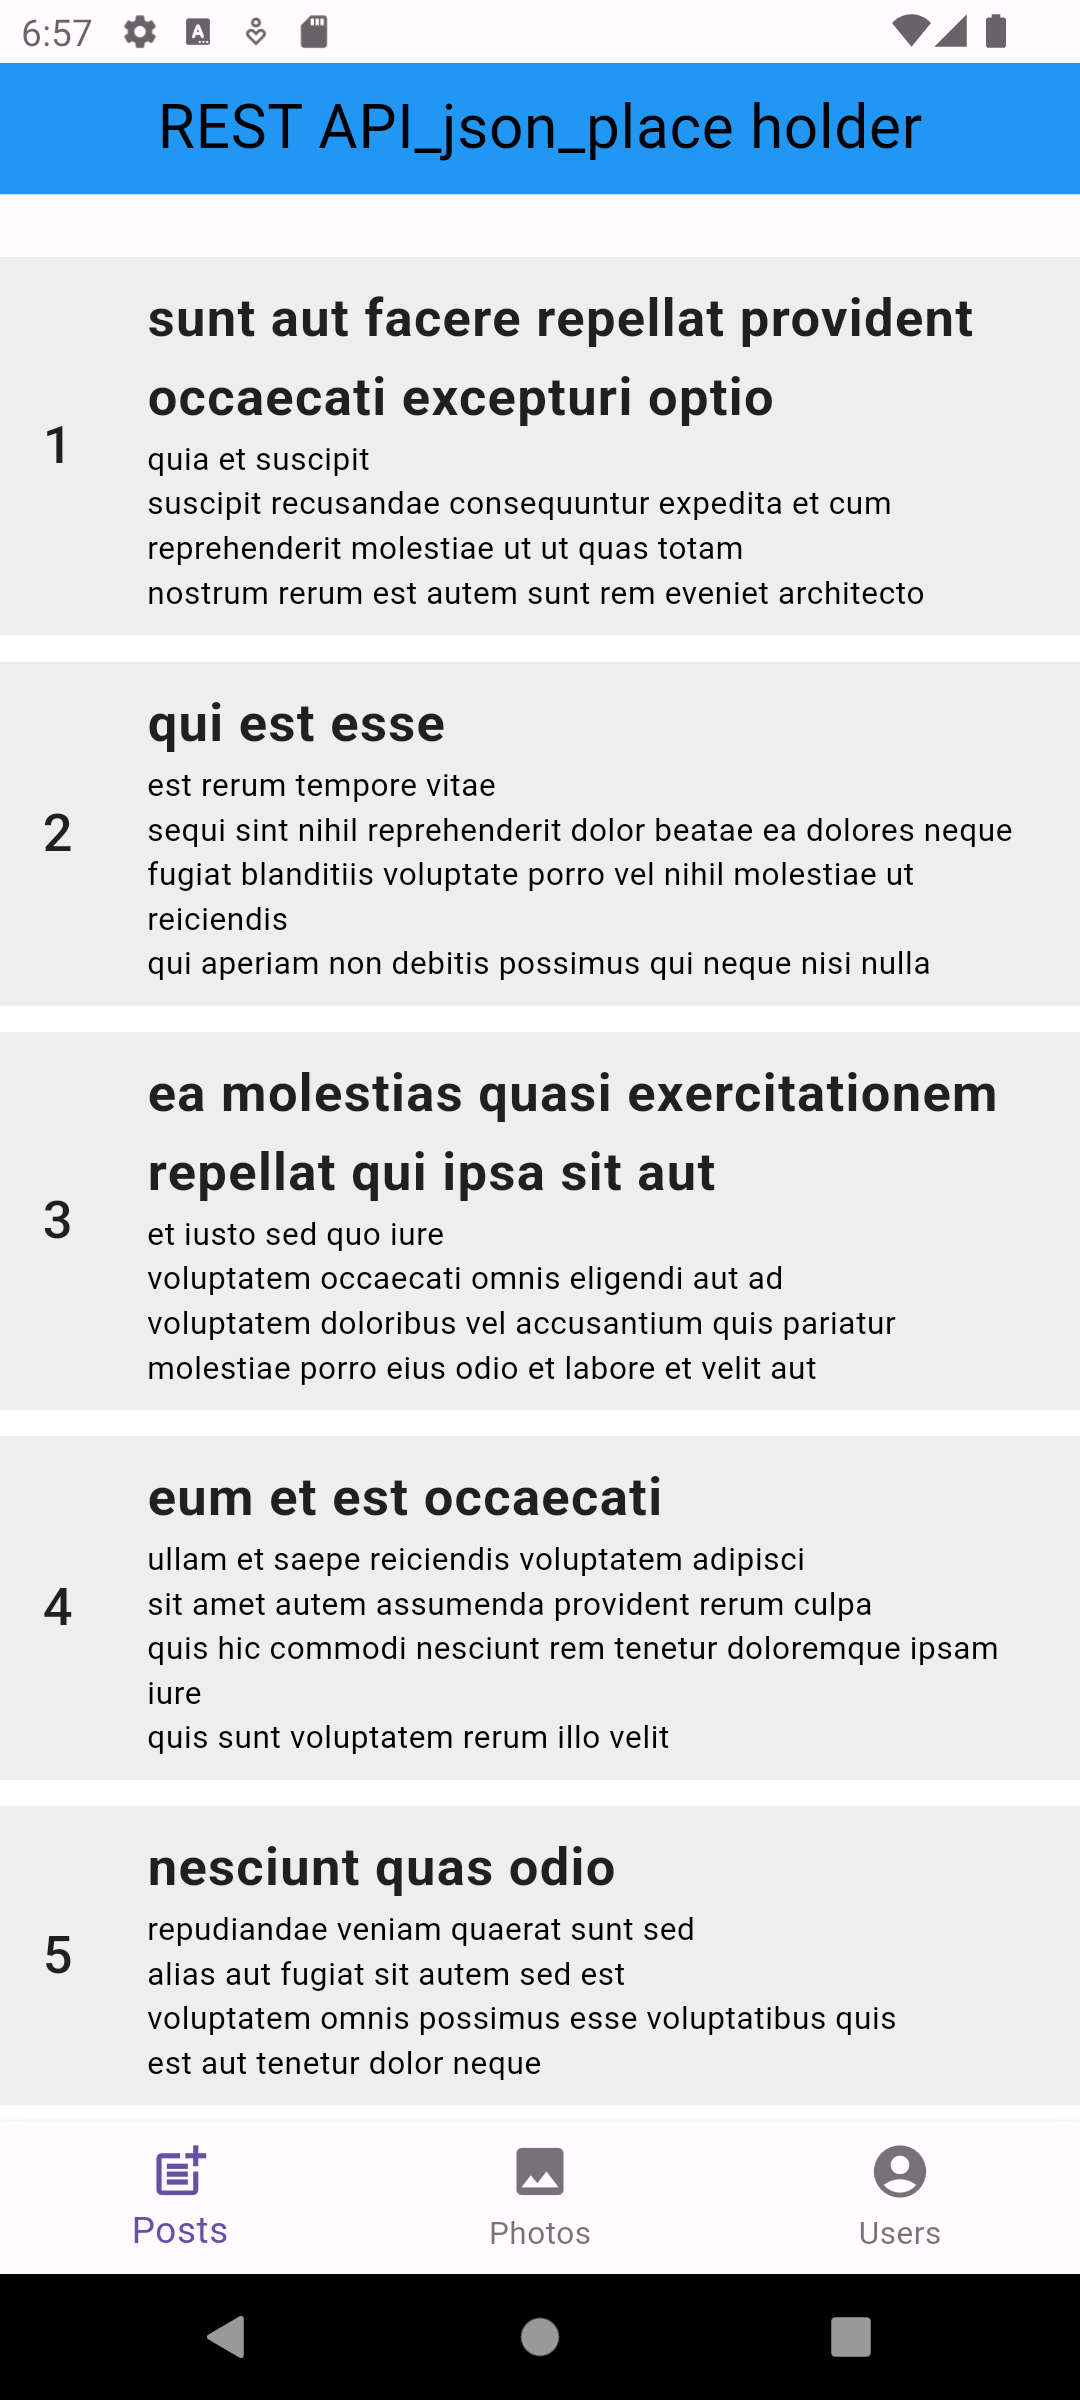 6:57
REST API_json_place holder
sunt aut facere repellat provident
occaecati excepturi optio
1
quia et suscipit
suscipit recusandae consequuntur expedita et cum
reprehenderit molestiae ut ut quas totam
nostrum rerum est autem sunt rem eveniet architecto
qui est esse
2
est rerum tempore vitae
sequi sint nihil reprehenderit dolor beatae ea dolores neque
fugiat blanditiis voluptate porro vel nihil molestiae ut
reiciendis
qui aperiam non debitis possimus qui neque nisi nulla
ea molestias quasi exercitationem
repellat qui ipsa sit aut
3
et iusto sed quo iure
voluptatem occaecati omnis eligendi aut ad
voluptatem doloribus vel accusantium quis pariatur
molestiae porro eius odio et labore et velit aut
eum et est occaecati
4
ullam et saepe reiciendis voluptatem adipisci
sit amet autem assumenda provident rerum culpa
quis hic commodi nesciunt rem tenetur doloremque ipsam
iure
quis sunt voluptatem rerum illo velit
nesciunt quas odio
5
repudiandae veniam quaerat sunt sed
alias aut fugiat sit autem sed est
voluptatem omnis possimus esse voluptatibus quis
est aut tenetur dolor neque
Posts
Photos
Users